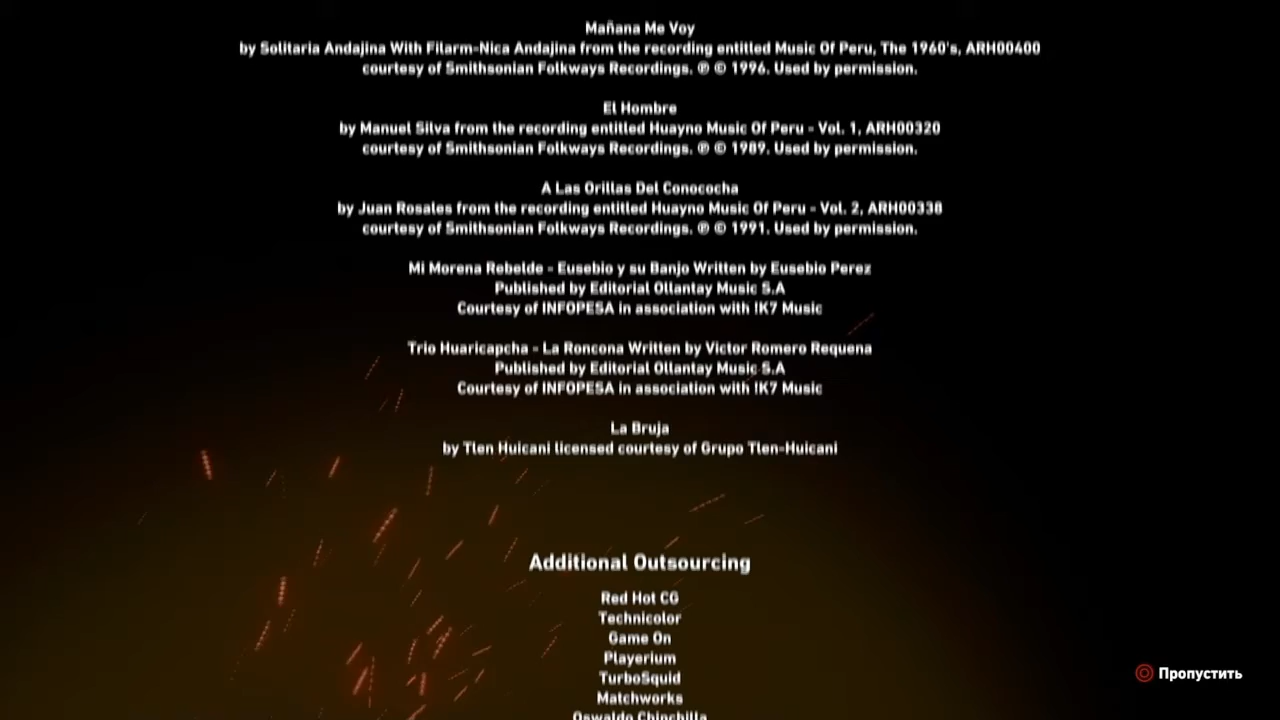 Mañana Me Voy
by Solitaria Andajina With Filarm-Nica Andajina from the recording entitled Music Of Peru, The 1960's, ARH00400
courtesy of Smithsonian Folkways Recordings. ℗ © 1996. Used by permission.
El Hombre
by Manuel Silva from the recording entitled Huayno Music Of Peru - Vol. 1, ARH00320
courtesy of Smithsonian Folkways Recordings. ℗ © 1989. Used by permission.
A Las Orillas Del Conococha
by Juan Rosales from the recording entitled Huayno Music Of Peru - Vol. 2, ARH00338
courtesy of Smithsonian Folkways Recordings. ℗ © 1991. Used by permission.
Mi Morena Rebelde - Eusebio y su Banjo Written by Eusebio Perez
Published by Editorial Ollantay Music S.A
Courtesy of INFOPESA in association with !K7 Music
Trio Huaricapcha - La Roncona Written by Victor Romero Requena
Published by Editorial Ollantay Music S.A
Courtesy of INFOPESA in association with !K7 Music
La Bruja
by Tlen Huicani licensed courtesy of Grupo Tlen-Huicani
Additional Outsourcing
Red Hot CG
Technicolor
Game On
Playerium
TurboSquid
Matchworks
Oswaldo Chinchilla
Пропустить